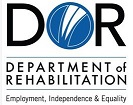 DOR
DEPARTMENT of
REHABILITATION
Employment, Independence & Equality